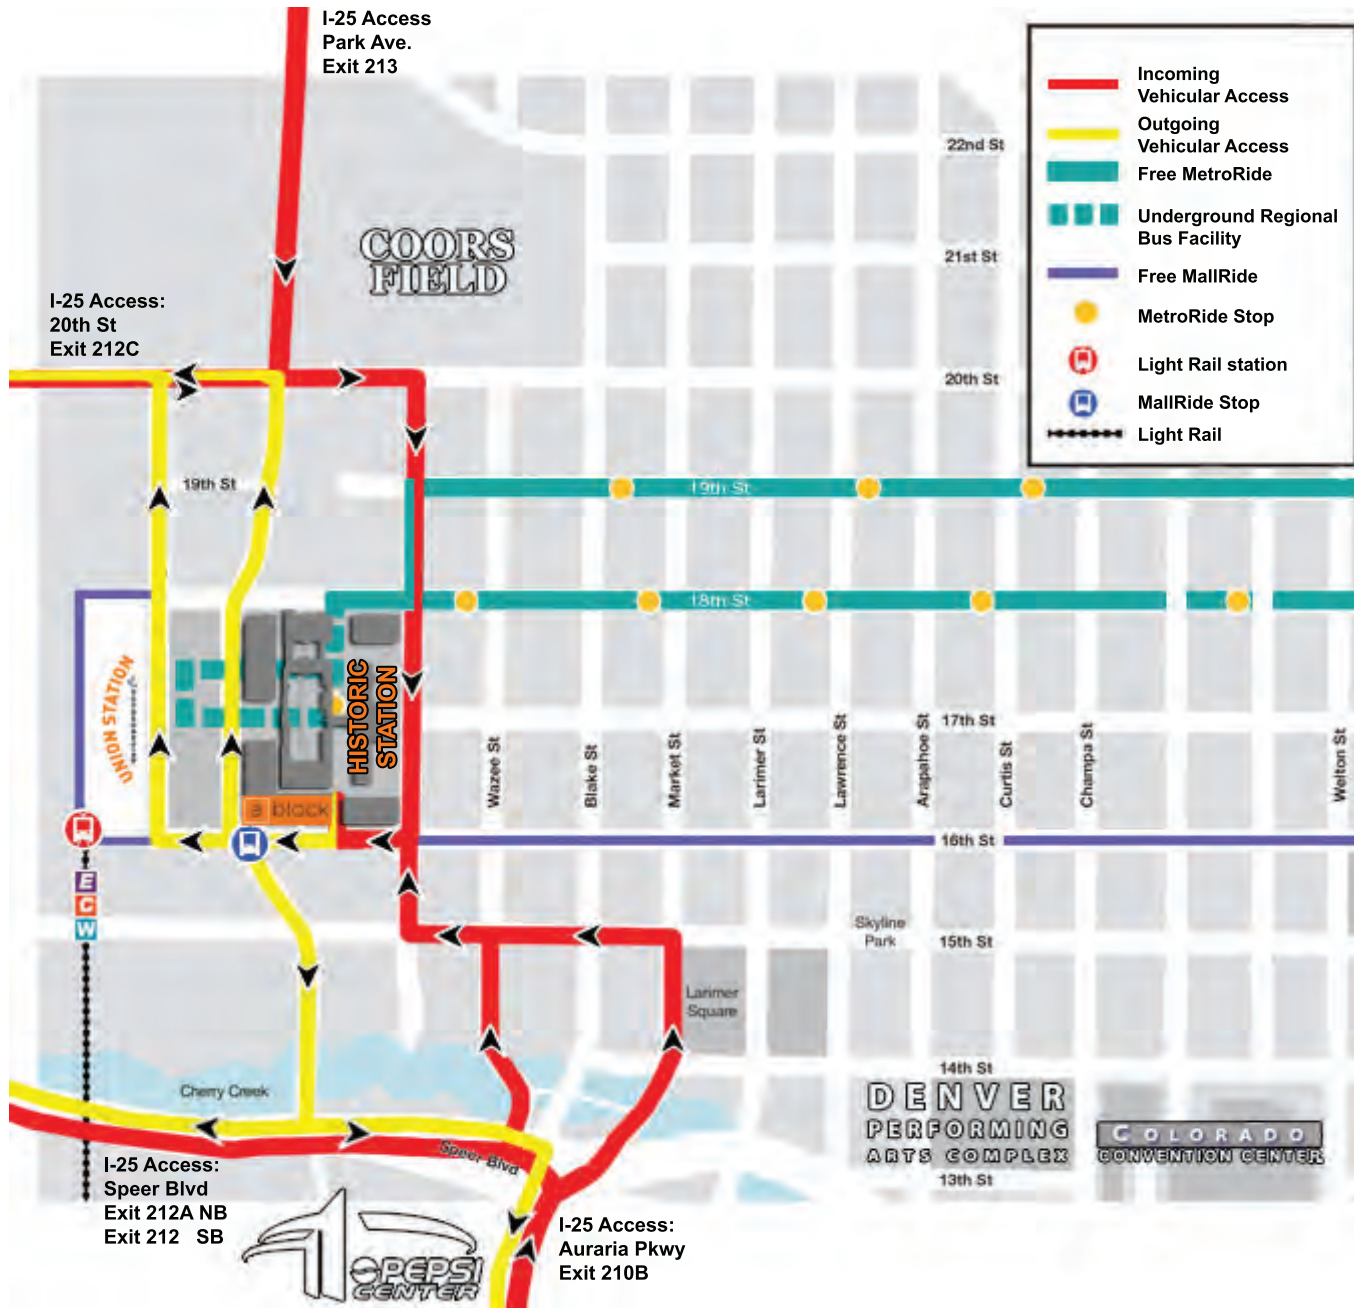 I-25 Access
Park Ave.
Exit 213
Incoming
Vehicular Access
Outgoing
Vehicular Access
Free MetroRide
Underground Regional
Bus Facility
Free MallRide
MetroRide Stop
Light Rail station
MallRide Stop
Light Rail
22nd St
COORS
FIELD
21st St
I-25 Access:
20th St
Exit 212C
20th St
19th St
19th St
18th St
UNION STATION
HISTORIC
STATION
17th St
Wazee St
Blake St
Market St
Larimer St
Lawrence St
Arapahoe St
Curtis St
Champa St
Welton St
a block
16th St
E
C
W
Skyline
Park
15th St
Larimer
Square
14th St
Cherry Creek
DENVER
PERFORMING
ARTS COMPLEX
COLORADO
CONVENTION CENTER
Speer Blvd
13th St
I-25 Access:
Speer Blvd
Exit 212A NB
Exit 212 SB
PEPSI
CENTER
I-25 Access:
Auraria Pkwy
Exit 210B